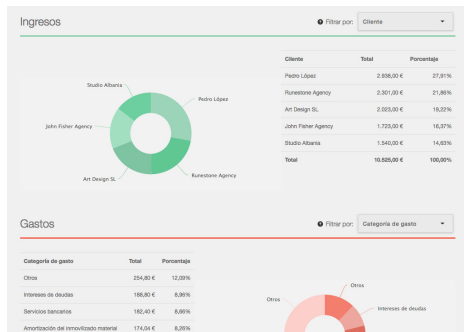 Ingresos
Filtrar por: Cliente
Cliente Total Porcentaje
Pedro López 2.938,00 € 27,91%
Runestone Agency 2.301,00 € 21,86%
Art Design SL 2.023,00 € 19,22%
John Fisher Agency 1.723,00 € 16,37%
Studio Albania 1.540,00 € 14,63%
Total 10.525,00 € 100,00%
Studio Albania
Pedro López
John Fisher Agency
Art Design SL
Runestone Agency
Gastos
Filtrar por: Categoría de gasto
Categoría de gasto Total Porcentaje
Otros 254,80 € 12,09%
Intereses de deudas 188,80 € 8,96%
Servicios bancarios 182,40 € 8,66%
Amortización del inmovilizado material 174,04 € 8,26%
Otros
Otros
Intereses de deudas